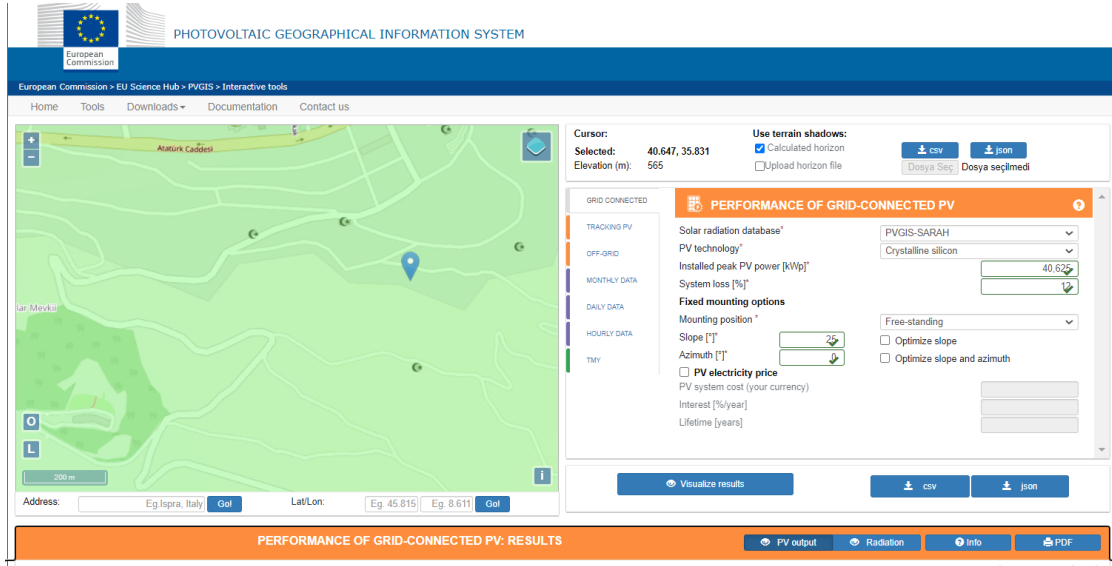 European
Commission
PHOTOVOLTAIC GEOGRAPHICAL INFORMATION SYSTEM
European Commission > EU Science Hub > PVGIS > Interactive tools
Home Tools Downloads Documentation Contact us
+
−
Atatürk Caddesi
lar Mevkii
O
L
200 m
i
Address: Eg.Ispra, Italy Go! Lat/Lon: Eg. 45.815 Eg. 8.611 Go!
Cursor:
Selected: 40.647, 35.831
Elevation (m): 565
Use terrain shadows:
Calculated horizon
Upload horizon file
csv json
Dosya Seç Dosya seçilmedi
GRID CONNECTED
TRACKING PV
OFF-GRID
MONTHLY DATA
DAILY DATA
HOURLY DATA
TMY
PERFORMANCE OF GRID-CONNECTED PV ?
Solar radiation database* PVGIS-SARAH
PV technology* Crystalline silicon
Installed peak PV power [kWp]* 40,625
System loss [%]* 12
Fixed mounting options
Mounting position * Free-standing
Slope [°]* 25 Optimize slope
Azimuth [°]* 0 Optimize slope and azimuth
PV electricity price
PV system cost (your currency)
Interest [%/year]
Lifetime [years]
Visualize results csv json
PERFORMANCE OF GRID-CONNECTED PV: RESULTS PV output Radiation Info PDF